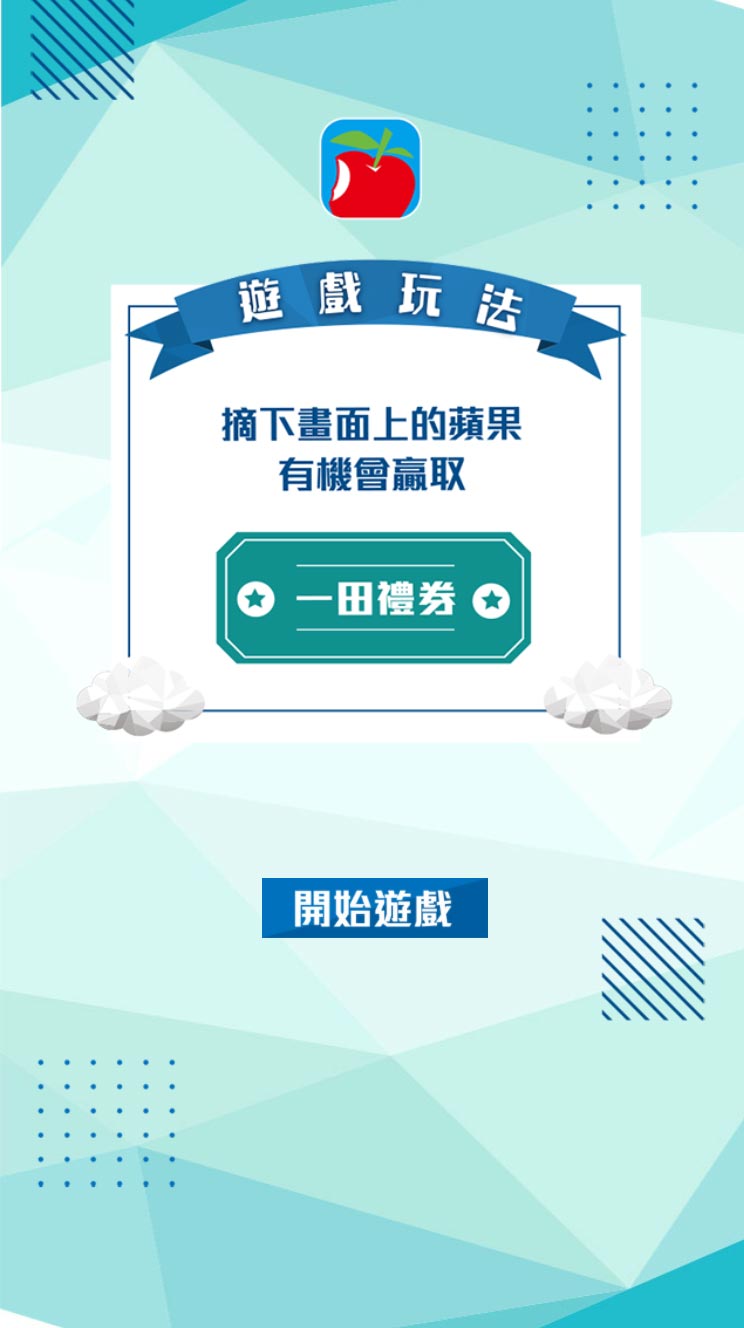 遊戲玩法
摘下畫面上的蘋果
有機會贏取
一田禮券
開始遊戲